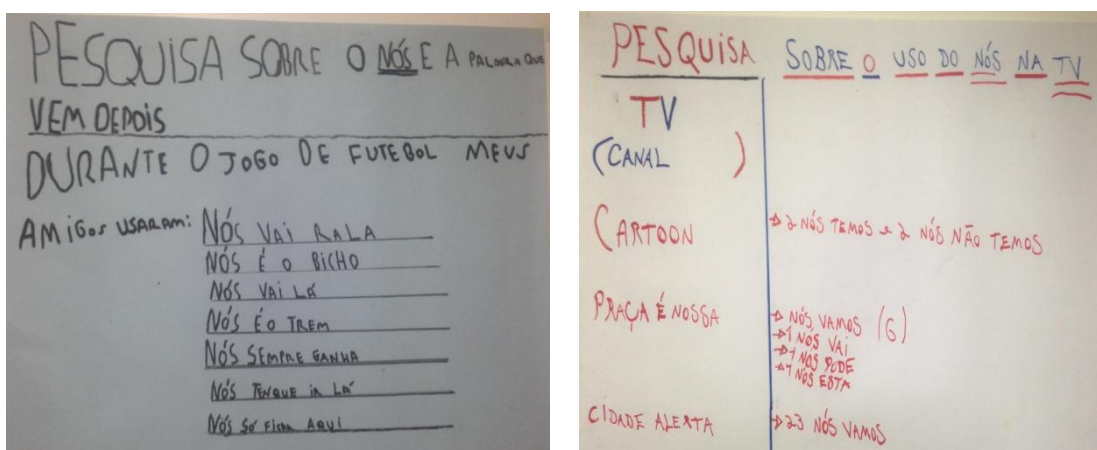 PESQUISA SOBRE O NÓS E A PALAVRA QUE
VEM DEPOIS
DURANTE O JOGO DE FUTEBOL MEUS
AMIGOS USARAM: NÓS VAI RALA
NÓS É O BICHO
NÓS VAI LÁ
NÓS É O TREM
NÓS SEMPRE GANHA
NÓS TENQUE IR LÁ
NÓS SÓ FICA AQUI
PESQUISA SOBRE O USO DO NÓS NA TV
TV
(CANAL )
CARTOON → 2 NÓS TEMOS e 2 NÓS NÃO TEMOS
PRAÇA É NOSSA → NÓS VAMOS (6)
→ 1 NÓS VAI
→ 1 NÓS PODE
→ 1 NÓS ESTA
CIDADE ALERTA → 23 NÓS VAMOS